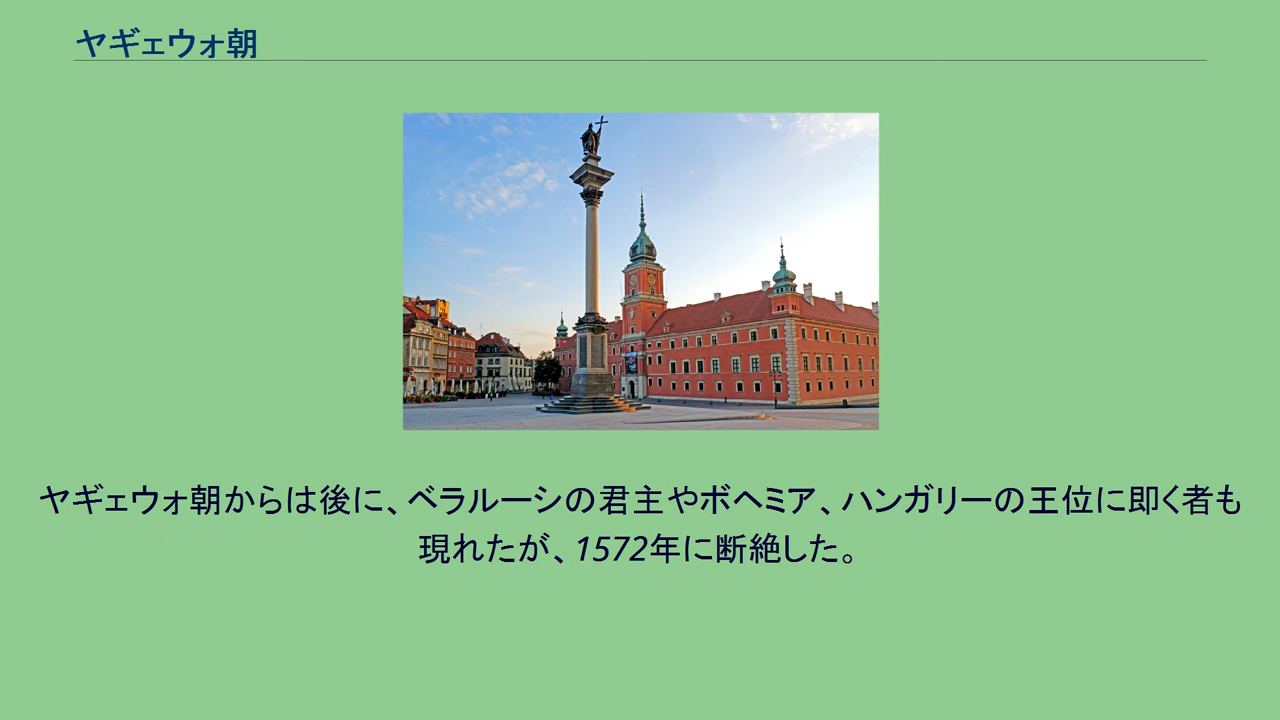 ヤギェウォ朝
ヤギェウォ朝からは後に、ベラルーシの君主やボヘミア、ハンガリーの王位に即く者も
現れたが、1572年に断絶した。